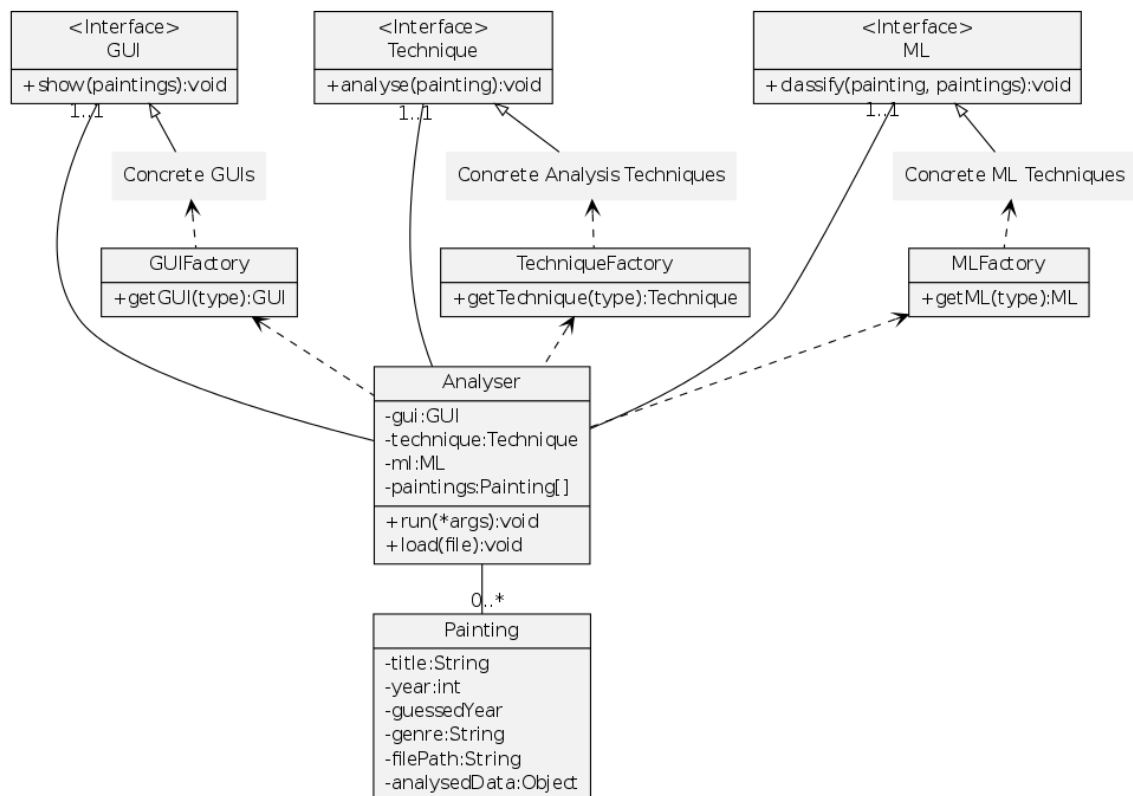 <Interface>
GUI
+show(paintings):void
<Interface>
Technique
+analyse(painting):void
<Interface>
ML
+classify(painting, paintings):void
1..1
1..1
1..1
Concrete GUIs
Concrete Analysis Techniques
Concrete ML Techniques
GUIFactory
+getGUI(type):GUI
TechniqueFactory
+getTechnique(type):Technique
MLFactory
+getML(type):ML
Analyser
-gui:GUI
-technique:Technique
-ml:ML
-paintings:Painting[]
+run(*args):void
+load(file):void
0..*
Painting
-title:String
-year:int
-guessedYear
-genre:String
-filePath:String
-analysedData:Object